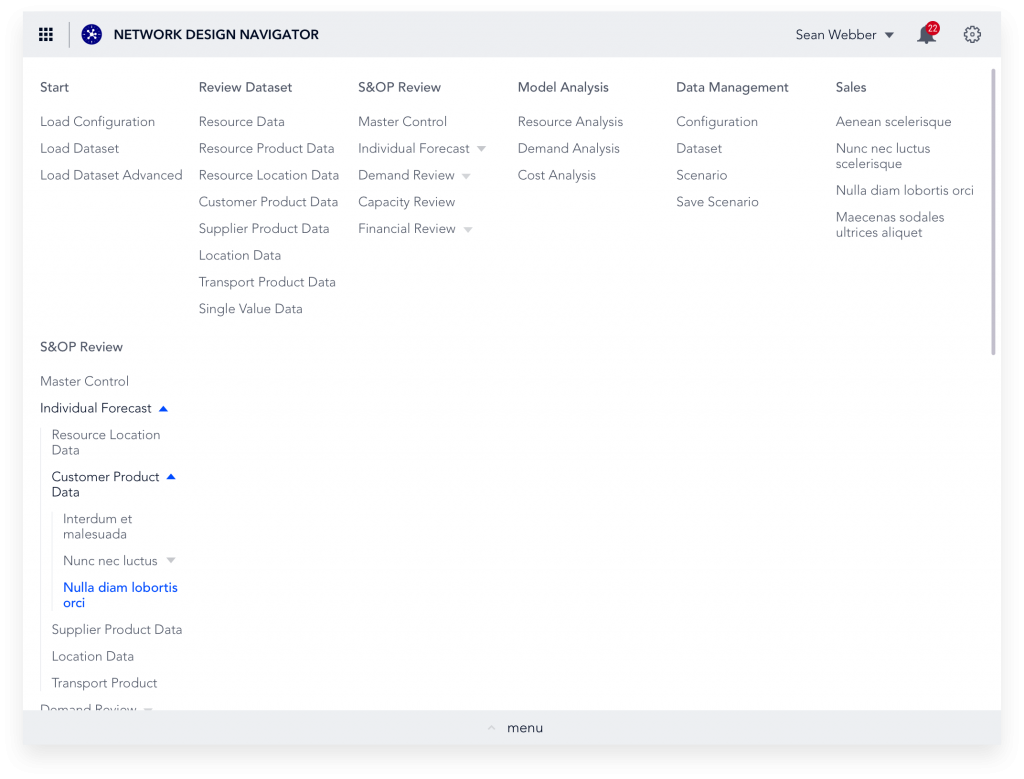 NETWORK DESIGN NAVIGATOR
Sean Webber
22
Start
Load Configuration
Load Dataset
Load Dataset Advanced
Review Dataset
Resource Data
Resource Product Data
Resource Location Data
Customer Product Data
Supplier Product Data
Location Data
Transport Product Data
Single Value Data
S&OP Review
Master Control
Individual Forecast
Demand Review
Capacity Review
Financial Review
Model Analysis
Resource Analysis
Demand Analysis
Cost Analysis
Data Management
Configuration
Dataset
Scenario
Save Scenario
Sales
Aenean scelerisque
Nunc nec luctus
scelerisque
Nulla diam lobortis orci
Maecenas sodales
ultrices aliquet
S&OP Review
Master Control
Individual Forecast
Resource Location
Data
Customer Product
Data
Interdum et
malesuada
Nunc nec luctus
Nulla diam lobortis
orci
Supplier Product Data
Location Data
Transport Product
Demand Review
menu